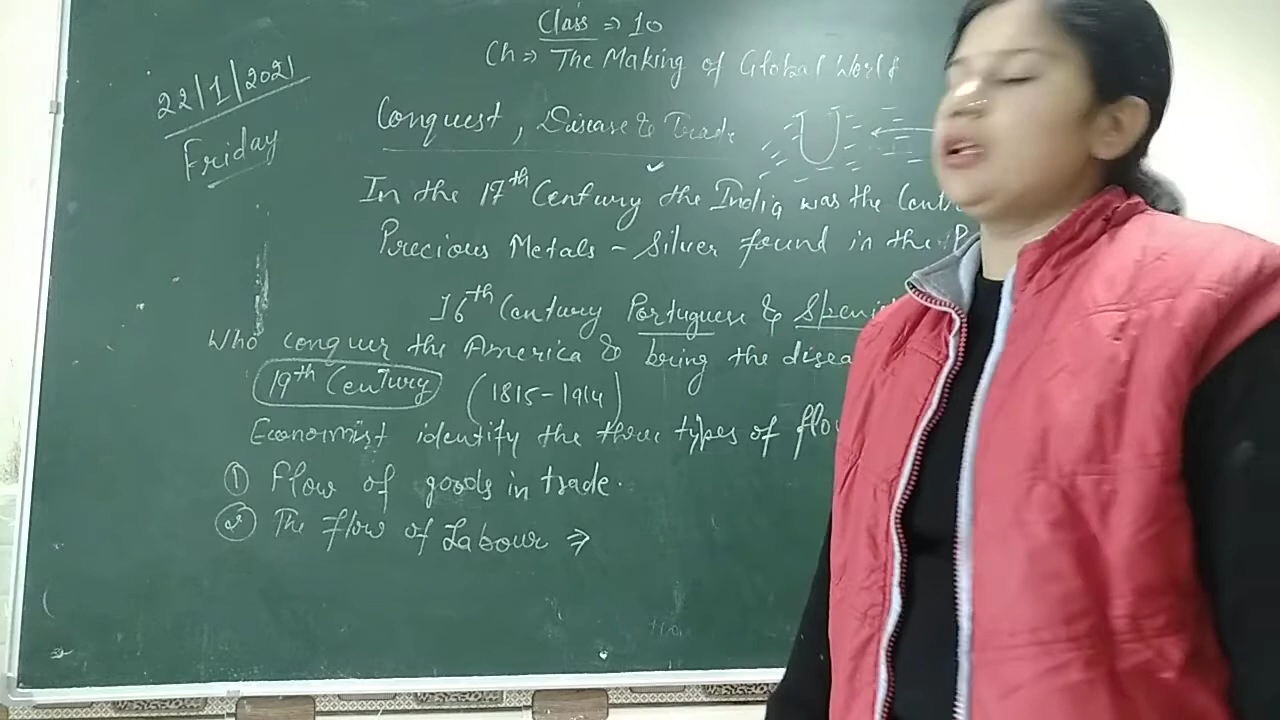 Class ⇒ 10
Ch ⇒ The Making of Global World
22/1/2021
Friday
Conquest, Disease & Trade
In the 17th Century the India was the
Precious Metals - Silver found in the
16th Century Portuguese &
Who conquer the America & being the
19th Century (1815-1914)
Economist identify the three types of
① Flow of goods in trade.
② The flow of Labour ⇒